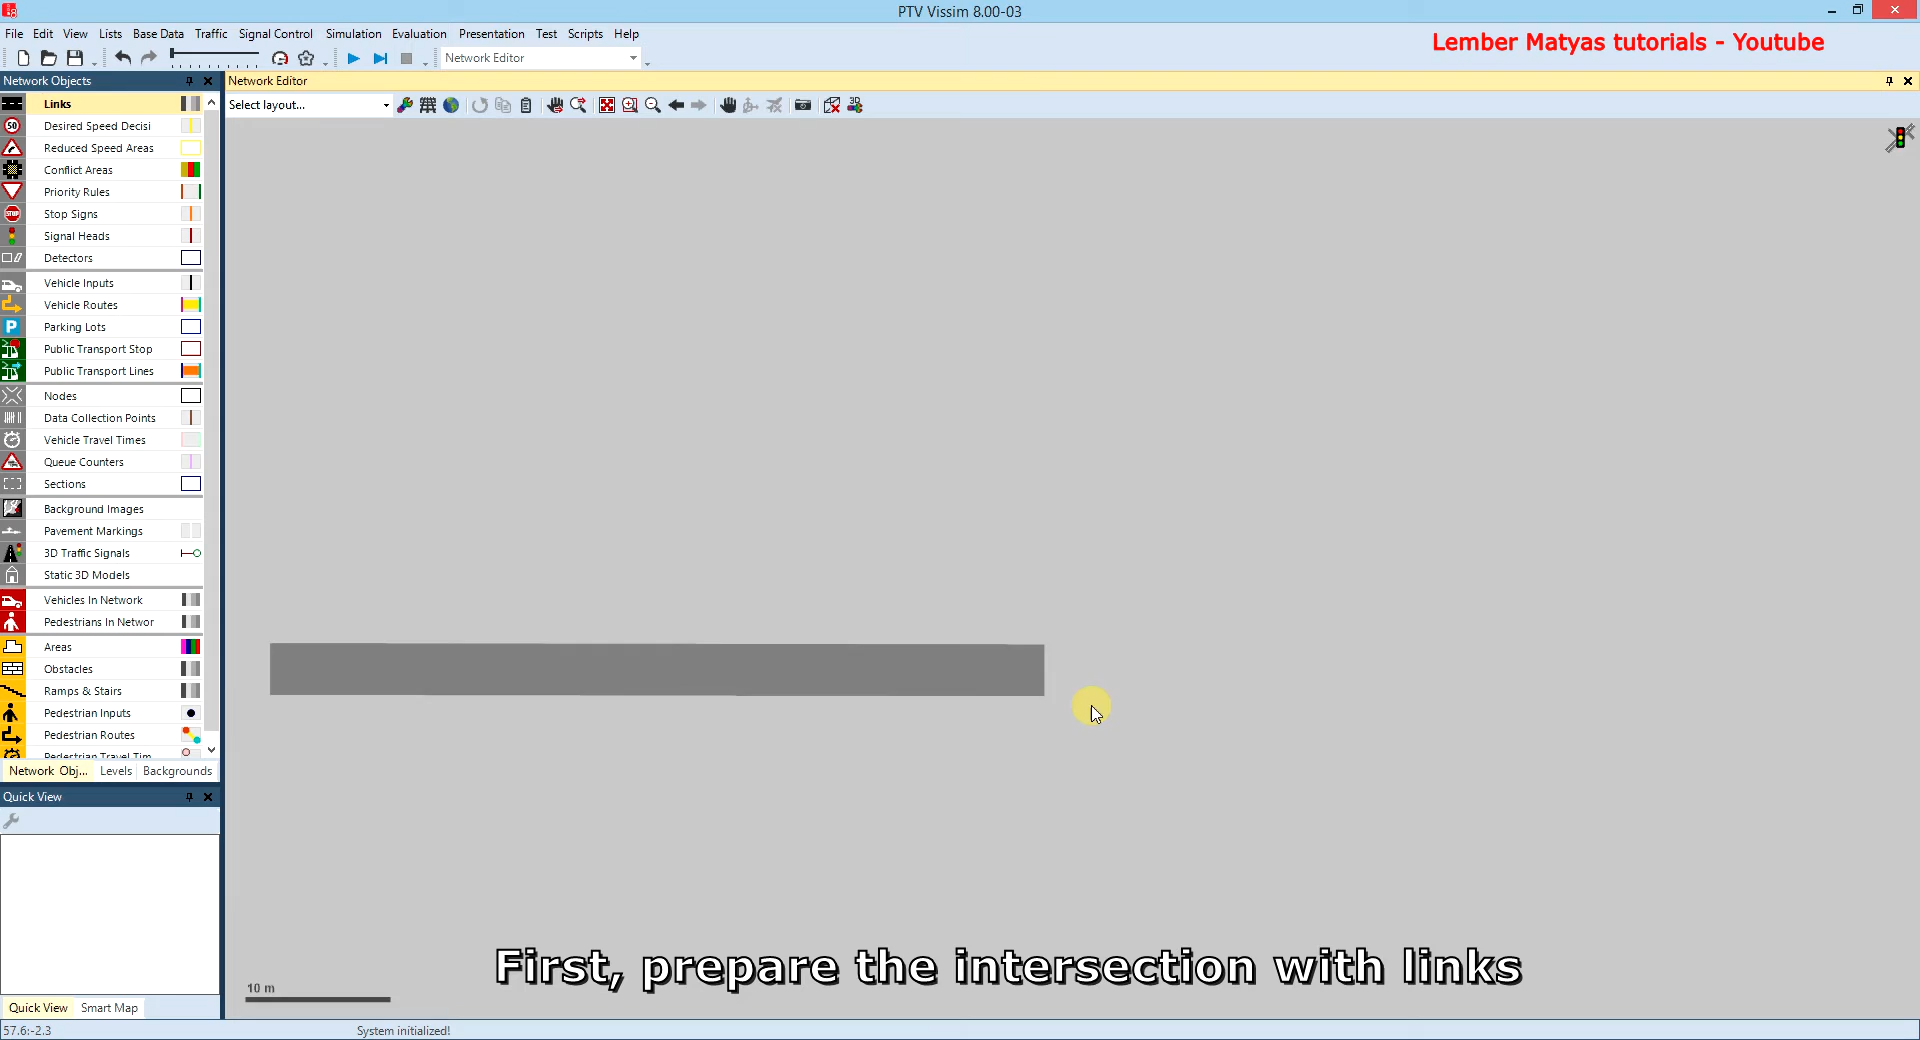 PTV Vissim 8.00-03
File Edit View Lists Base Data Traffic Signal Control Simulation Evaluation Presentation Test Scripts Help
Lember Matyas tutorials - Youtube
Network Editor
Network Objects
Network Editor
Select layout...
Links
50
Desired Speed Decisi
Reduced Speed Areas
Conflict Areas
Priority Rules
STOP
Stop Signs
Signal Heads
Detectors
Vehicle Inputs
Vehicle Routes
P
Parking Lots
Public Transport Stop
Public Transport Lines
Nodes
Data Collection Points
Vehicle Travel Times
Queue Counters
Sections
Background Images
Pavement Markings
3D Traffic Signals
Static 3D Models
Vehicles In Network
Pedestrians In Networ
Areas
Obstacles
Ramps & Stairs
Pedestrian Inputs
Pedestrian Routes
Pedestrian Travel Tim
Network Obj... Levels Backgrounds
Quick View
Quick View Smart Map
10 m
First, prepare the intersection with links
57.6:-2.3
System initialized!